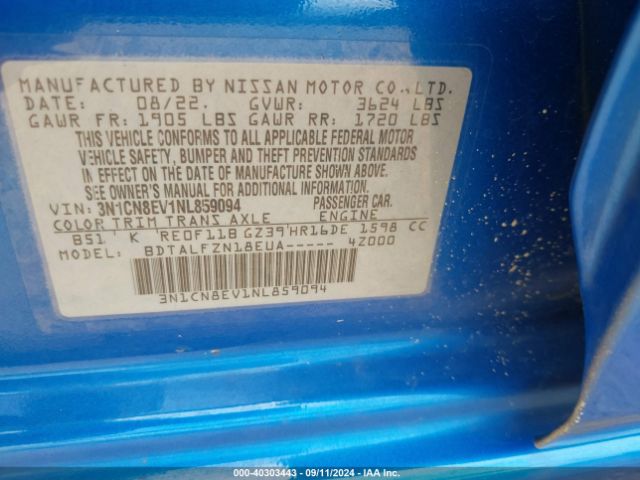 MANUFACTURED BY NISSAN MOTOR CO., LTD.
DATE: 08/22. GVWR: 3624 LBS
GAWR FR: 1905 LBS GAWR RR: 1720 LBS
THIS VEHICLE CONFORMS TO ALL APPLICABLE FEDERAL MOTOR
VEHICLE SAFETY, BUMPER AND THEFT PREVENTION STANDARDS
IN EFFECT ON THE DATE OF MANUFACTURE SHOWN ABOVE.
SEE OWNER'S MANUAL FOR ADDITIONAL INFORMATION.
VIN: 3N1CN8EV1NL859094 PASSENGER CAR.
COLOR TRIM TRANS AXLE ENGINE
B51 K RE0F11B GZ39 HR16DE 1598 CC
MODEL: BDTALFZN18EUA----- 4Z000
3N1CN8EV1NL859094
000-40303443 - 09/11/2024 - iaai.com